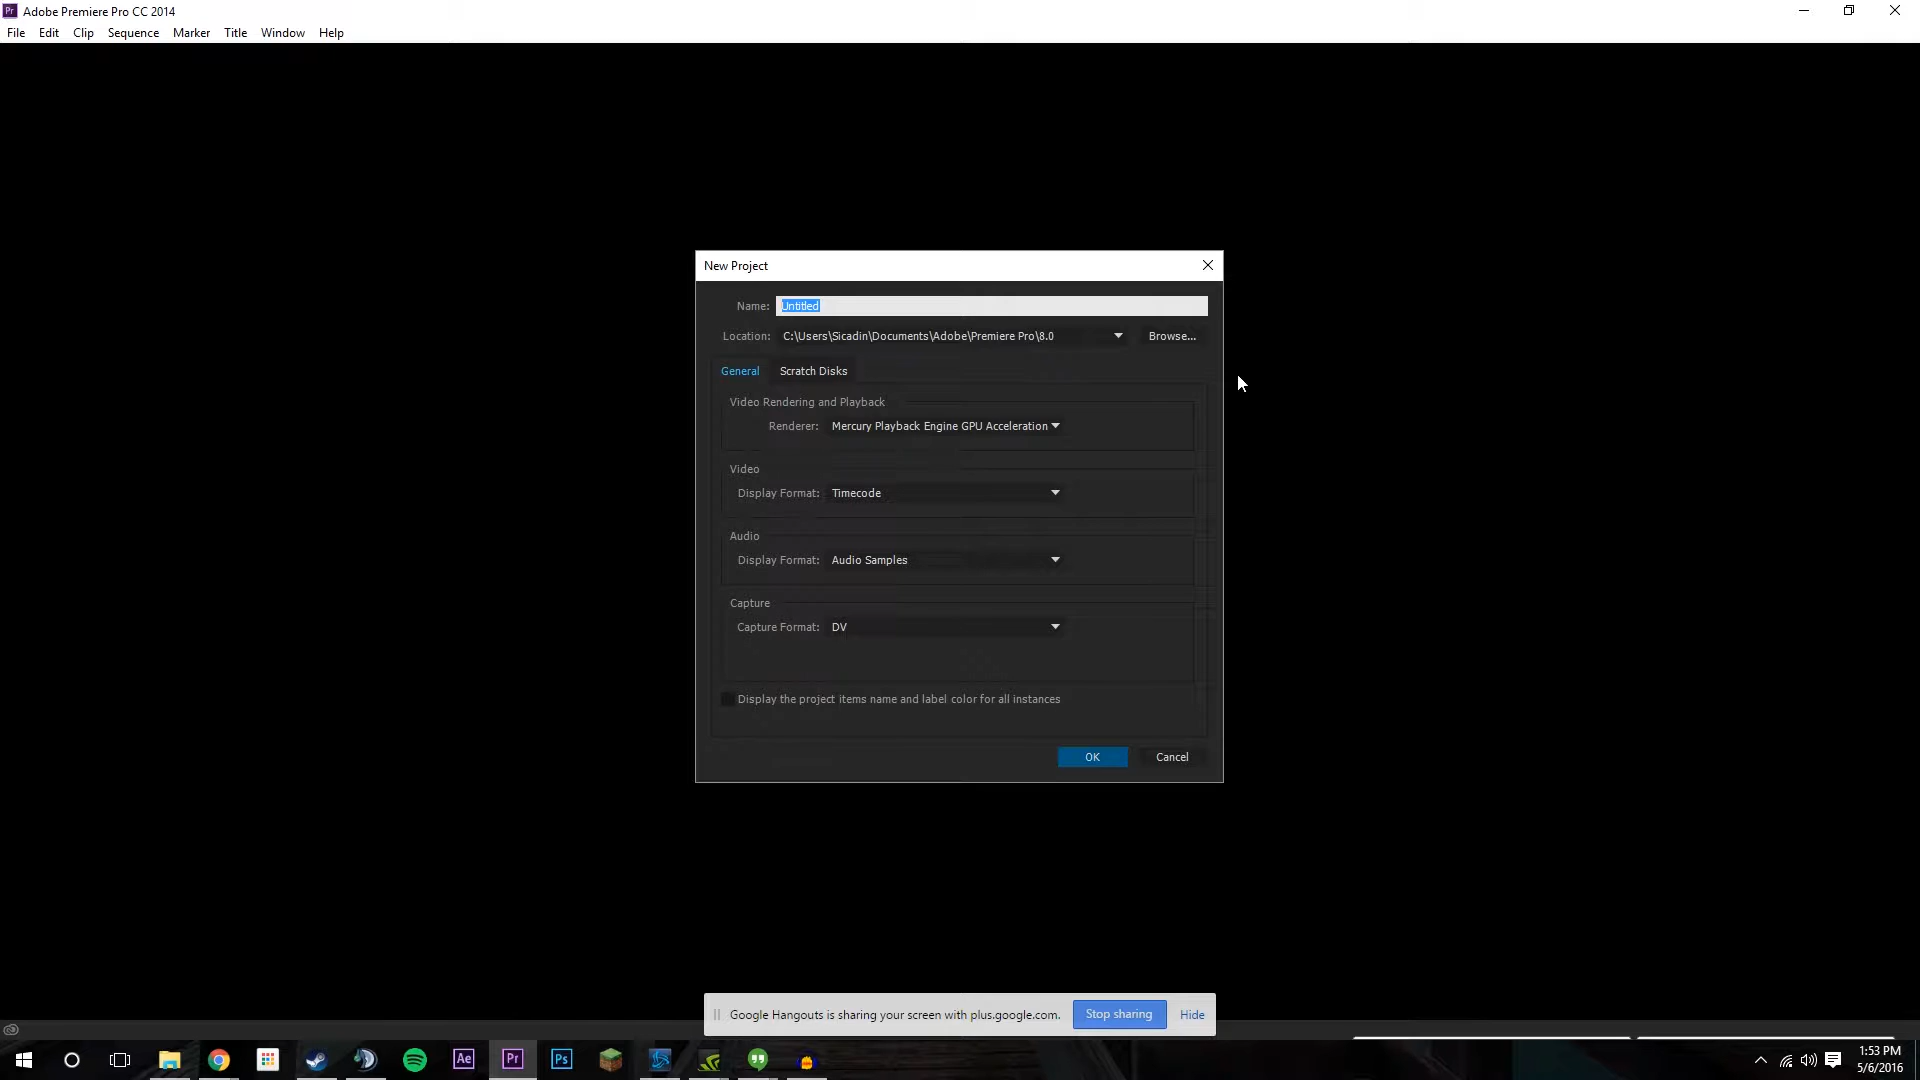 Pr Adobe Premiere Pro CC 2014
File Edit Clip Sequence Marker Title Window Help
New Project
Name: Untitled
Location: C:\Users\Sicadin\Documents\Adobe\Premiere Pro\8.0 Browse...
General Scratch Disks
Video Rendering and Playback
Renderer: Mercury Playback Engine GPU Acceleration
Video
Display Format: Timecode
Audio
Display Format: Audio Samples
Capture
Capture Format: DV
Display the project items name and label color for all instances
OK Cancel
Google Hangouts is sharing your screen with plus.google.com. Stop sharing Hide
Ae Pr Ps
1:53 PM
5/6/2016